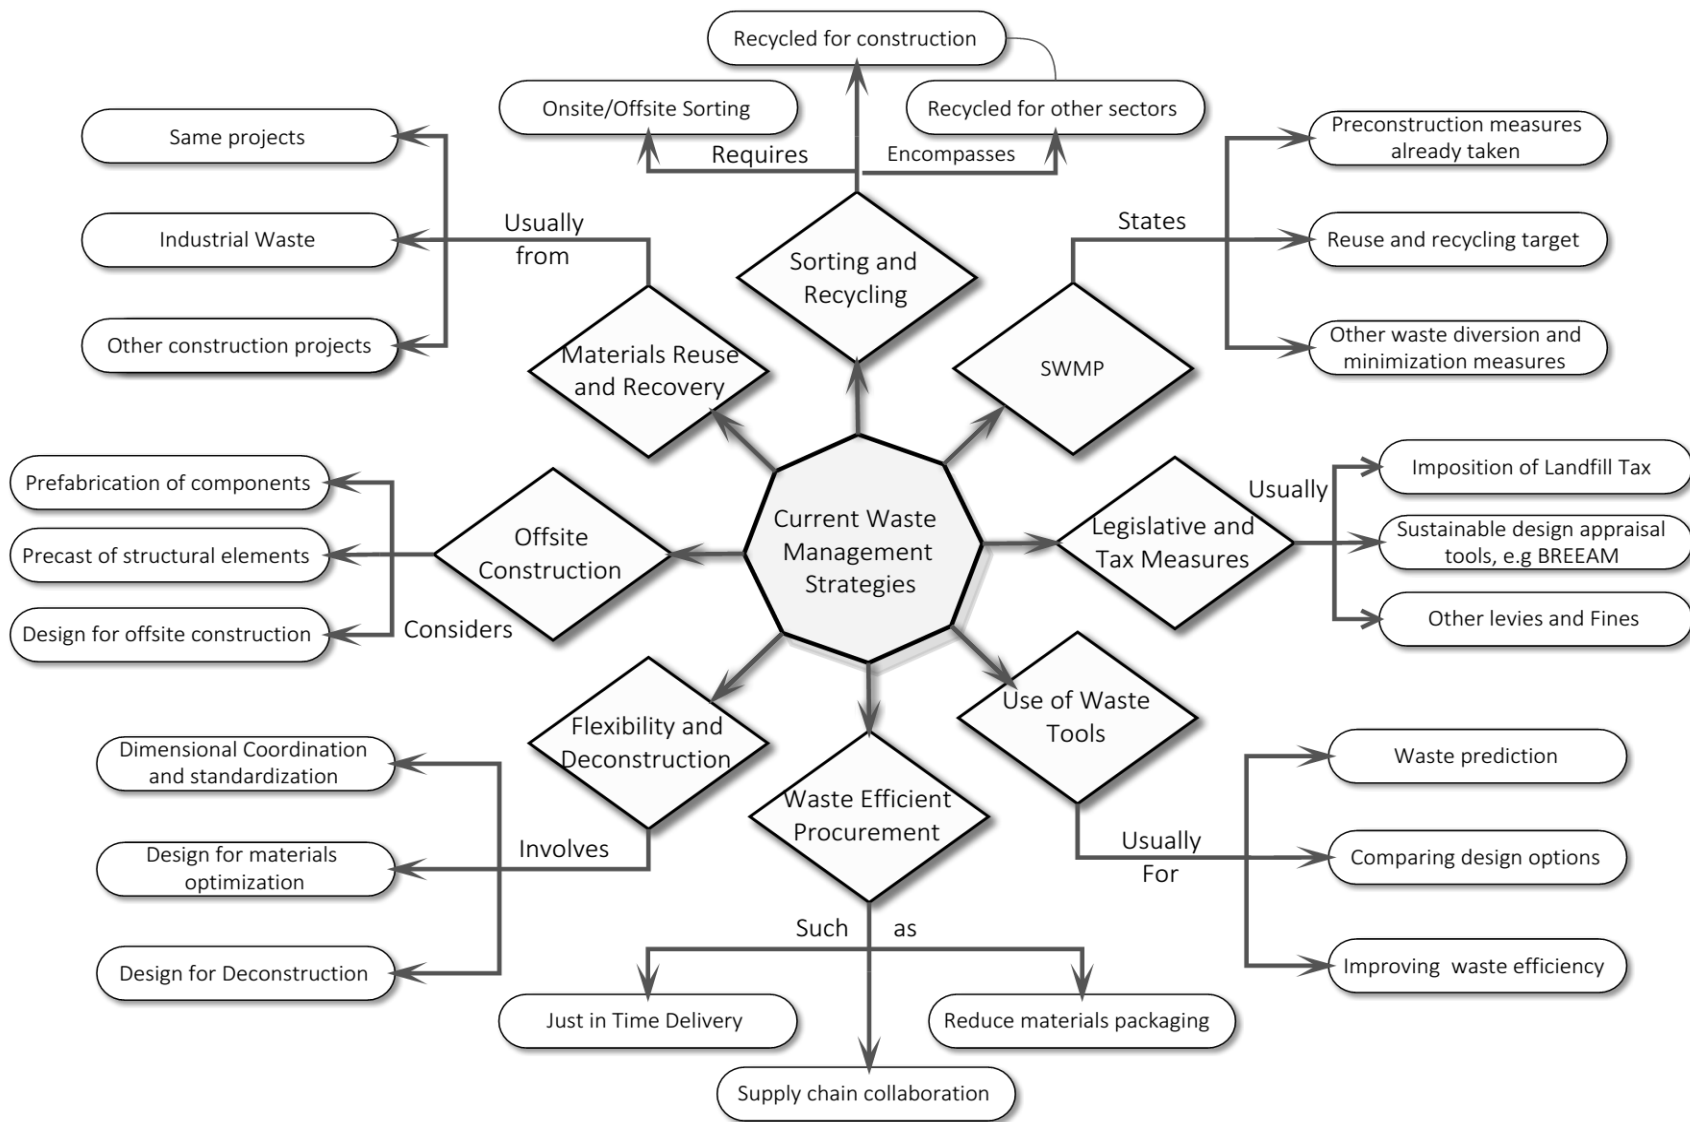 Recycled for construction
Onsite/Offsite Sorting
Recycled for other sectors
Requires
Encompasses
Same projects
Industrial Waste
Other construction projects
Usually
from
Sorting and
Recycling
Materials Reuse
and Recovery
States
SWMP
Preconstruction measures
already taken
Reuse and recycling target
Other waste diversion and
minimization measures
Prefabrication of components
Precast of structural elements
Design for offsite construction
Considers
Offsite
Construction
Current Waste
Management
Strategies
Legislative and
Tax Measures
Usually
Imposition of Landfill Tax
Sustainable design appraisal
tools, e.g BREEAM
Other levies and Fines
Flexibility and
Deconstruction
Dimensional Coordination
and standardization
Design for materials
optimization
Design for Deconstruction
Involves
Waste Efficient
Procurement
Use of Waste
Tools
Usually
For
Waste prediction
Comparing design options
Improving waste efficiency
Such as
Just in Time Delivery
Reduce materials packaging
Supply chain collaboration